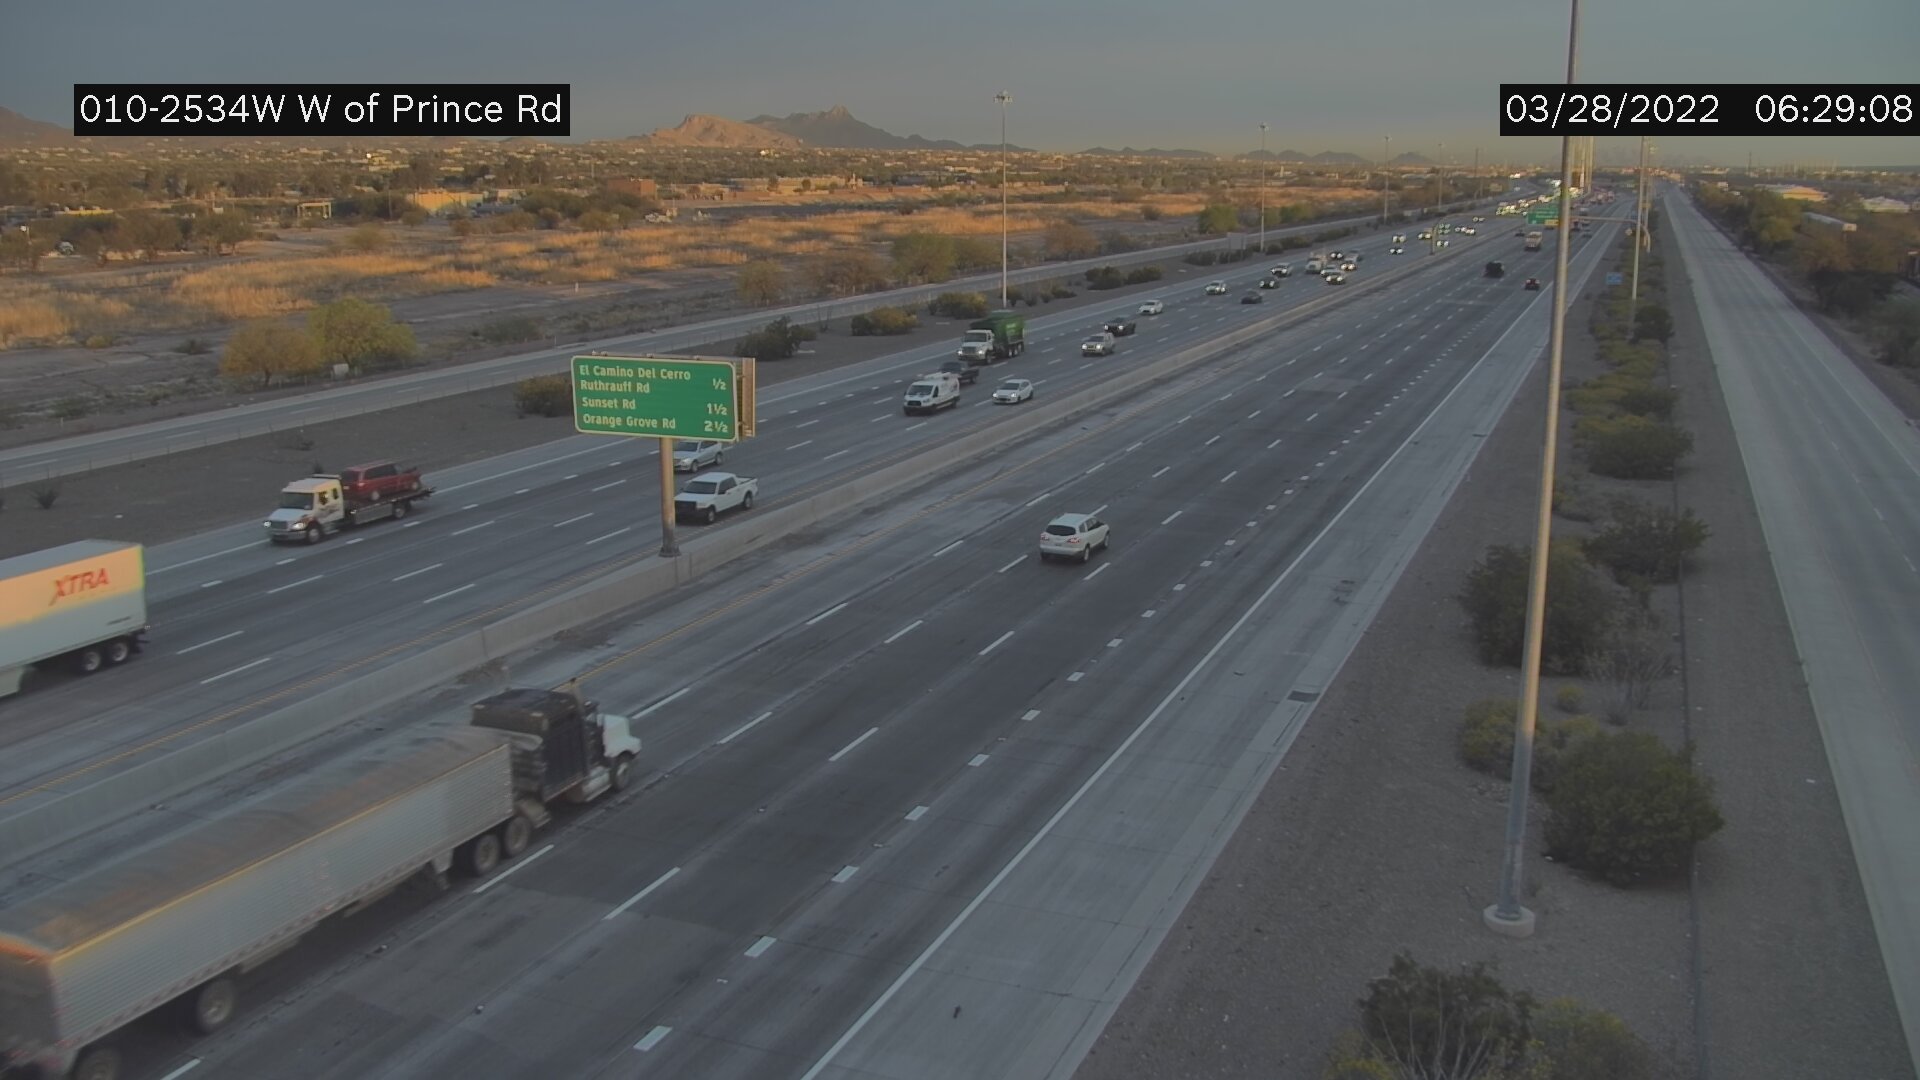 010-2534W W of Prince Rd
03/28/2022 06:29:08
El Camino Del Cerro
Ruthrauff Rd ½
Sunset Rd 1½
Orange Grove Rd 2½
XTRA